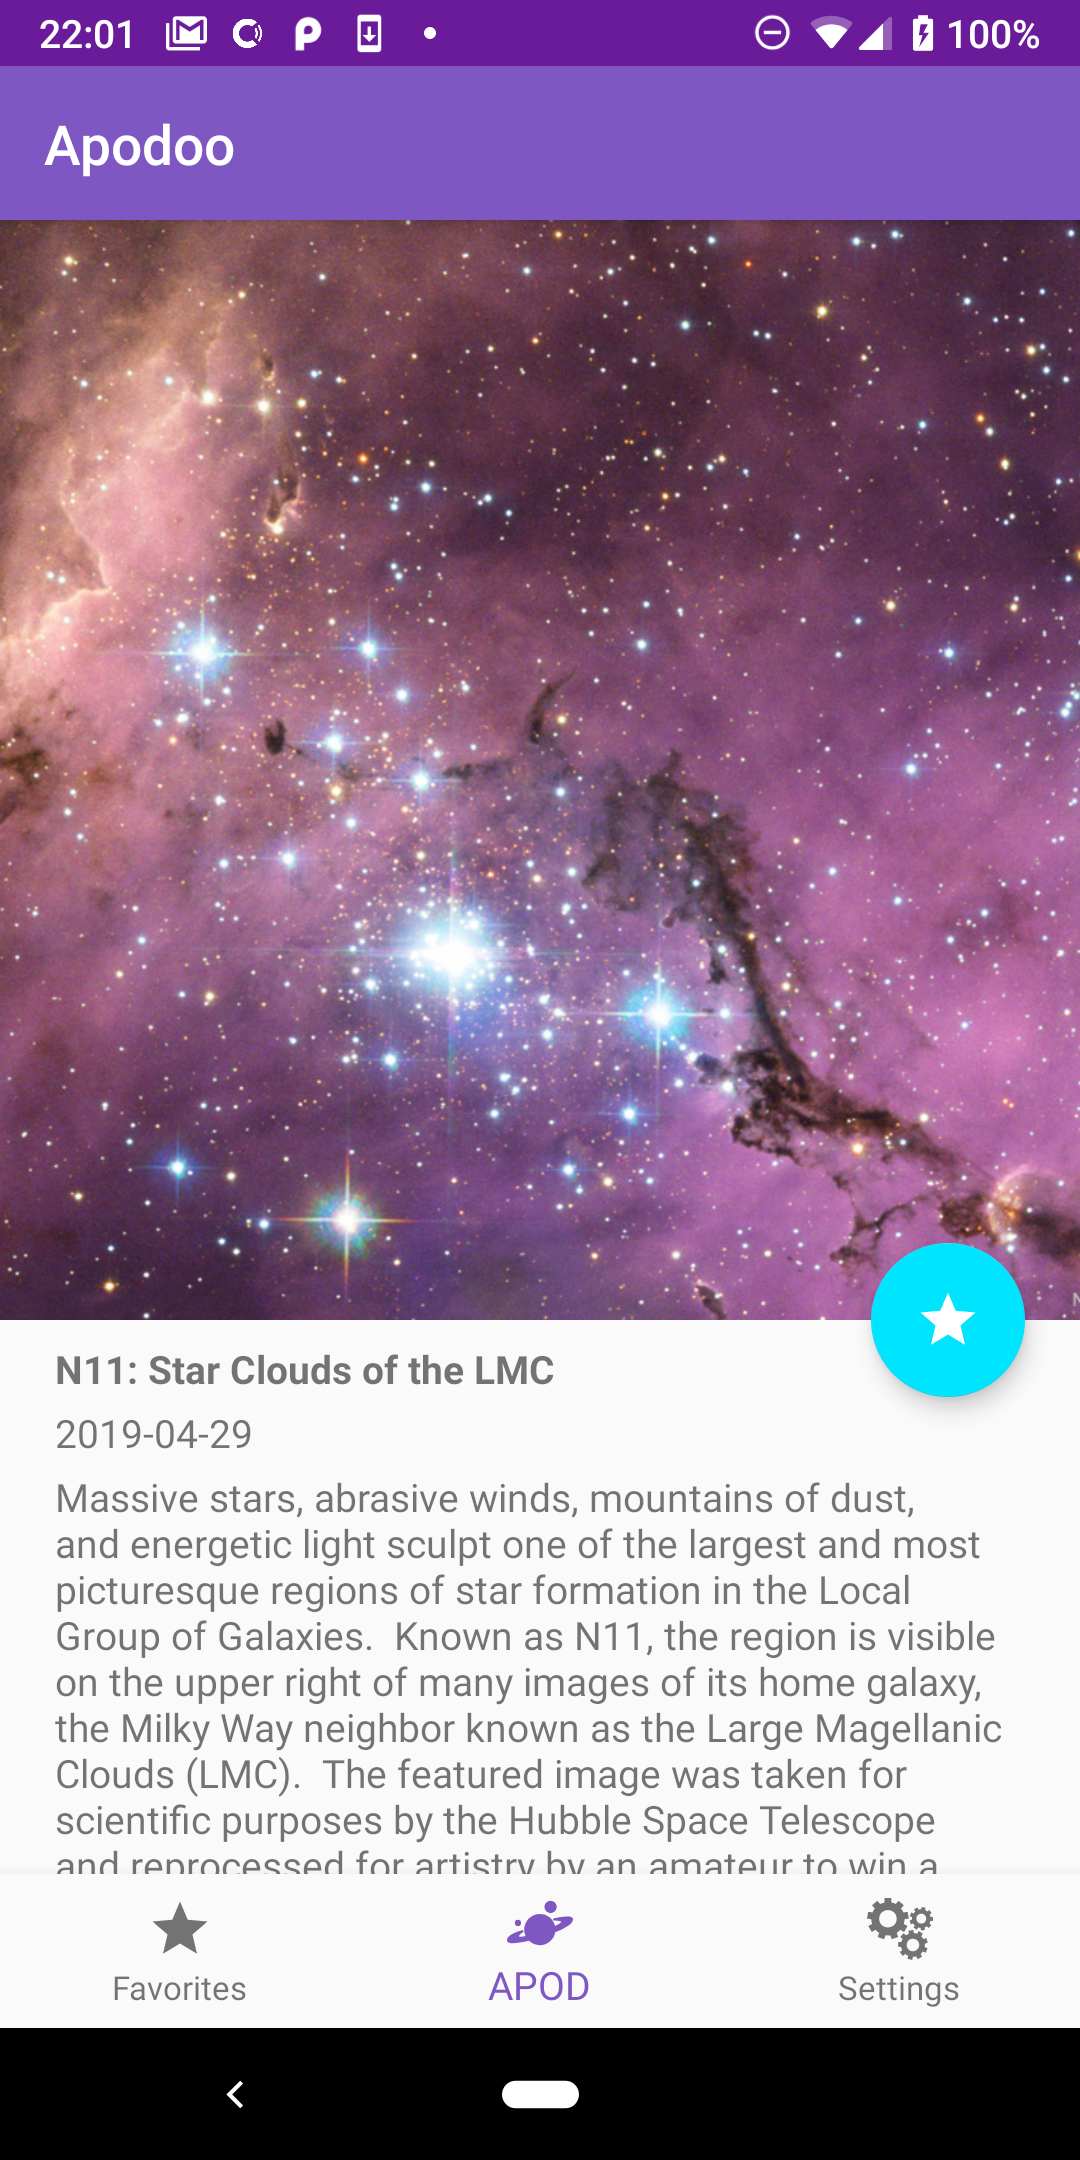 22:01 100%
Apodoo
N11: Star Clouds of the LMC
2019-04-29
Massive stars, abrasive winds, mountains of dust,
and energetic light sculpt one of the largest and most
picturesque regions of star formation in the Local
Group of Galaxies.  Known as N11, the region is visible
on the upper right of many images of its home galaxy,
the Milky Way neighbor known as the Large Magellanic
Clouds (LMC).  The featured image was taken for
scientific purposes by the Hubble Space Telescope
and reprocessed for artistry by an amateur to win a
Favorites APOD Settings